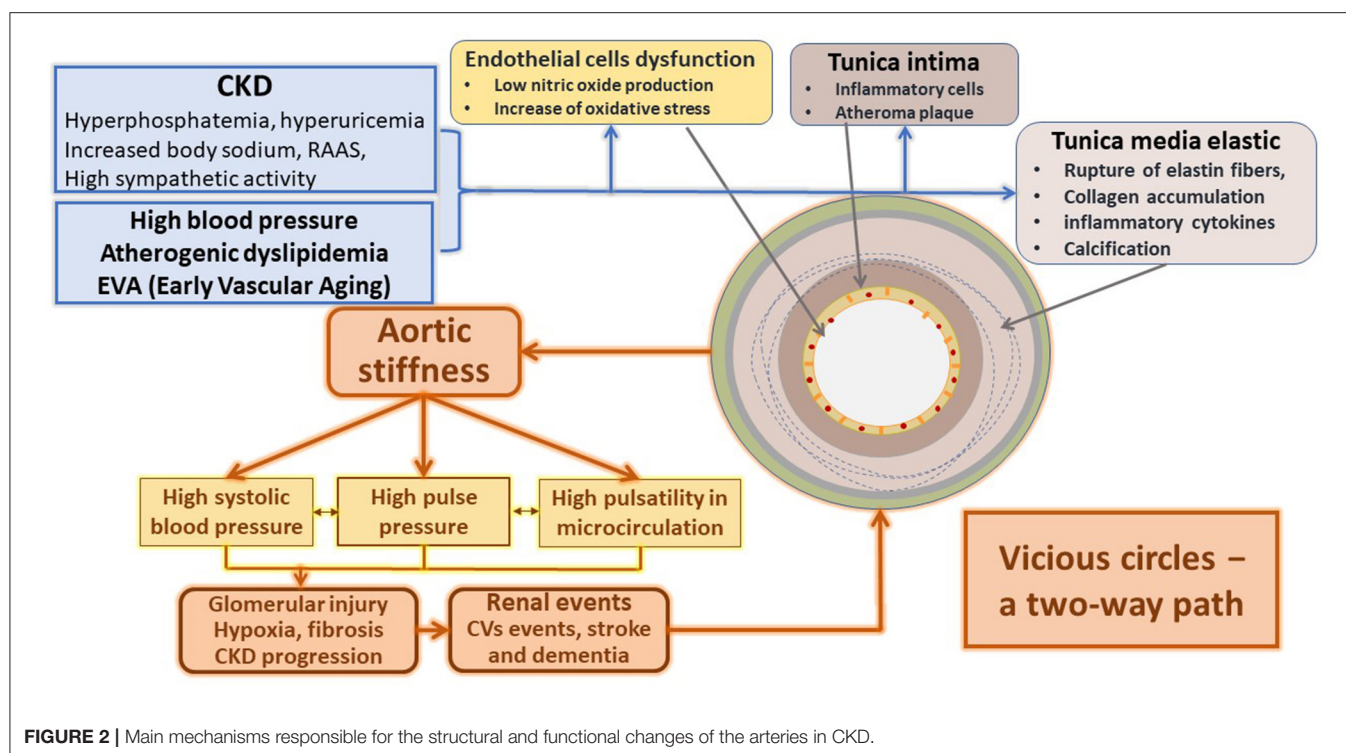 CKD
Hyperphosphatemia, hyperuricemia
Increased body sodium, RAAS,
High sympathetic activity
High blood pressure
Atherogenic dyslipidemia
EVA (Early Vascular Aging)
Endothelial cells dysfunction
• Low nitric oxide production
• Increase of oxidative stress
Tunica intima
• Inflammatory cells
• Atheroma plaque
Tunica media elastic
• Rupture of elastin fibers,
• Collagen accumulation
• inflammatory cytokines
• Calcification
Aortic
stiffness
High systolic
blood pressure
High pulse
pressure
High pulsatility in
microcirculation
Glomerular injury
Hypoxia, fibrosis
CKD progression
Renal events
CVs events, stroke
and dementia
Vicious circles –
a two-way path
FIGURE 2 | Main mechanisms responsible for the structural and functional changes of the arteries in CKD.